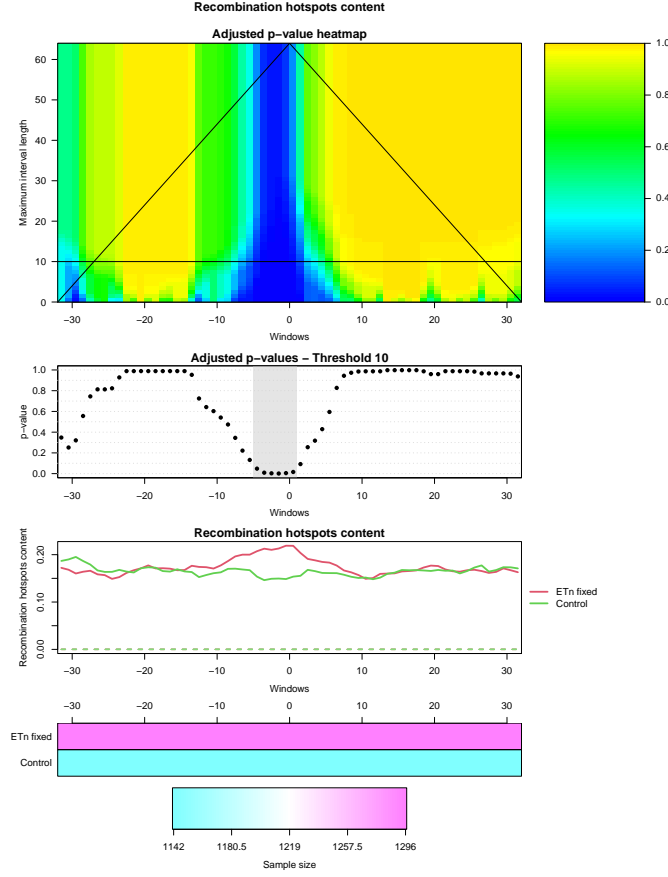 Recombination hotspots content
Adjusted p−value heatmap
Maximum interval length
0 10 20 30 40 50 60
−30 −20 −10 0 10 20 30
Windows
0.0 0.2 0.4 0.6 0.8 1.0
Adjusted p−values − Threshold 10
p−value
0.0 0.2 0.4 0.6 0.8 1.0
−30 −20 −10 0 10 20 30
Windows
Recombination hotspots content
Recombination hotspots content
0.00 0.10 0.20
−30 −20 −10 0 10 20 30
Windows
ETn fixed
Control
−30 −20 −10 0 10 20 30
ETn fixed
Control
1142 1180.5 1219 1257.5 1296
Sample size